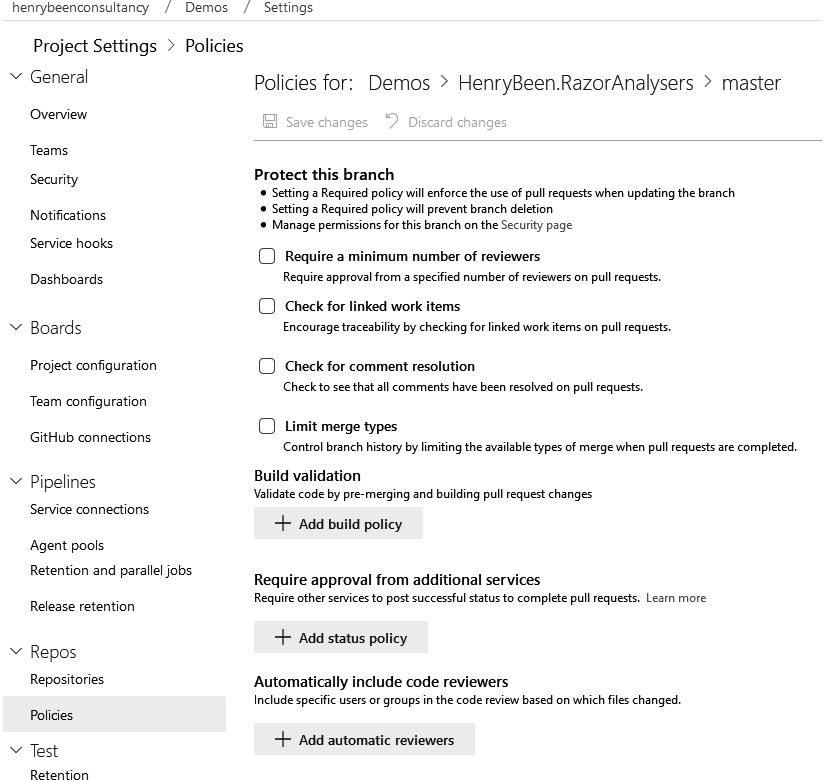 henrybeenconsultancy / Demos / Settings
Project Settings > Policies
General
Overview
Teams
Security
Notifications
Service hooks
Dashboards
Boards
Project configuration
Team configuration
GitHub connections
Pipelines
Service connections
Agent pools
Retention and parallel jobs
Release retention
Repos
Repositories
Policies
Test
Retention
Policies for: Demos > HenryBeen.RazorAnalysers > master
Save changes Discard changes
Protect this branch
• Setting a Required policy will enforce the use of pull requests when updating the branch
• Setting a Required policy will prevent branch deletion
• Manage permissions for this branch on the Security page
Require a minimum number of reviewers
Require approval from a specified number of reviewers on pull requests.
Check for linked work items
Encourage traceability by checking for linked work items on pull requests.
Check for comment resolution
Check to see that all comments have been resolved on pull requests.
Limit merge types
Control branch history by limiting the available types of merge when pull requests are completed.
Build validation
Validate code by pre-merging and building pull request changes
+ Add build policy
Require approval from additional services
Require other services to post successful status to complete pull requests. Learn more
+ Add status policy
Automatically include code reviewers
Include specific users or groups in the code review based on which files changed.
+ Add automatic reviewers